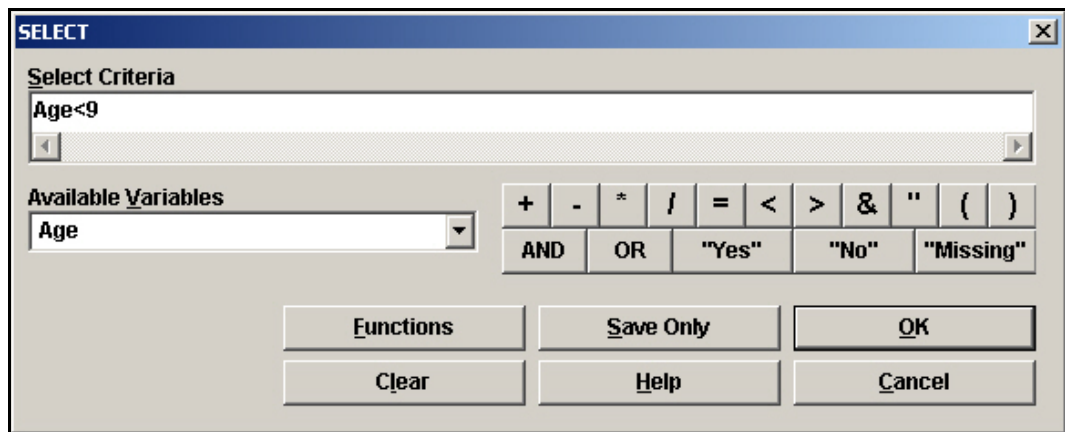 SELECT
Select Criteria
Age<9
Available Variables
Age
+ - * / = < > & " ( )
AND OR "Yes" "No" "Missing"
Functions Save Only OK
Clear Help Cancel